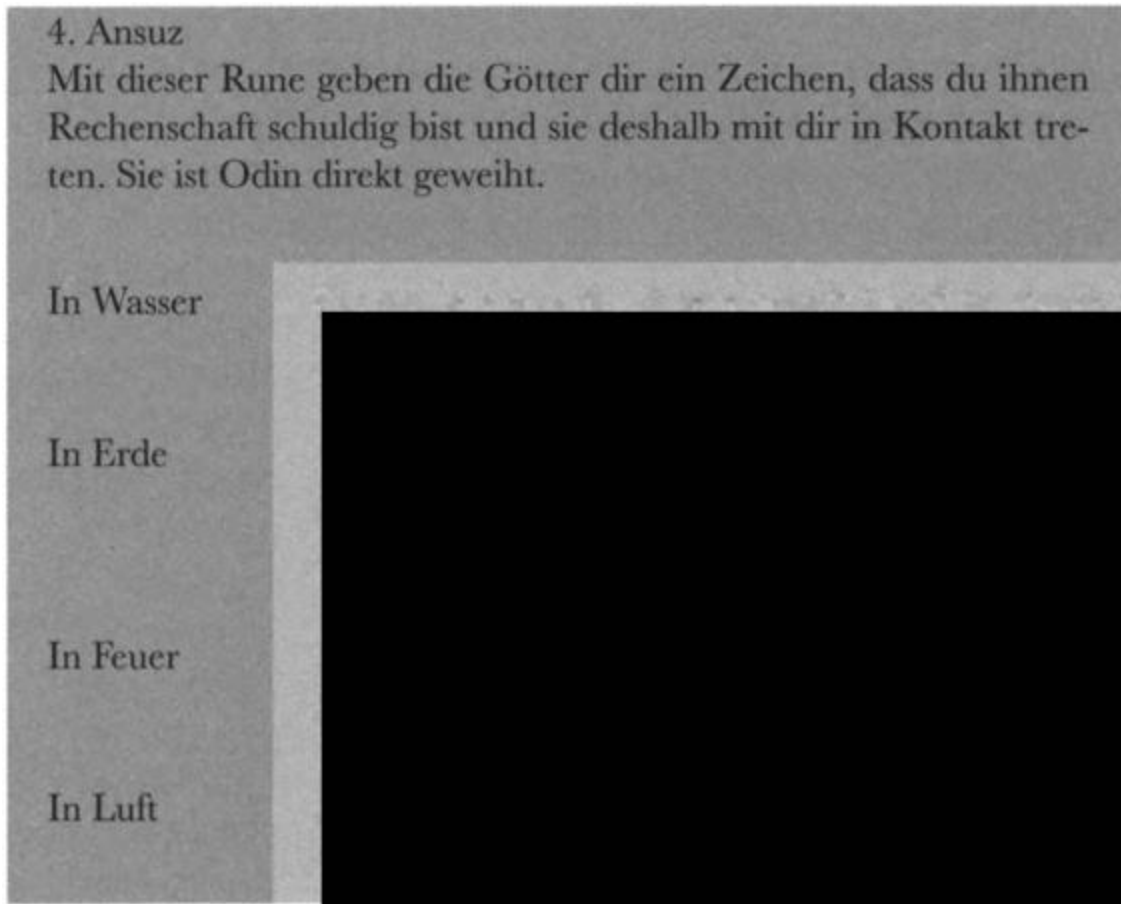 4. Ansuz
Mit dieser Rune geben die Götter dir ein Zeichen, dass du ihnen
Rechenschaft schuldig bist und sie deshalb mit dir in Kontakt tre-
ten. Sie ist Odin direkt geweiht.
In Wasser
In Erde
In Feuer
In Luft